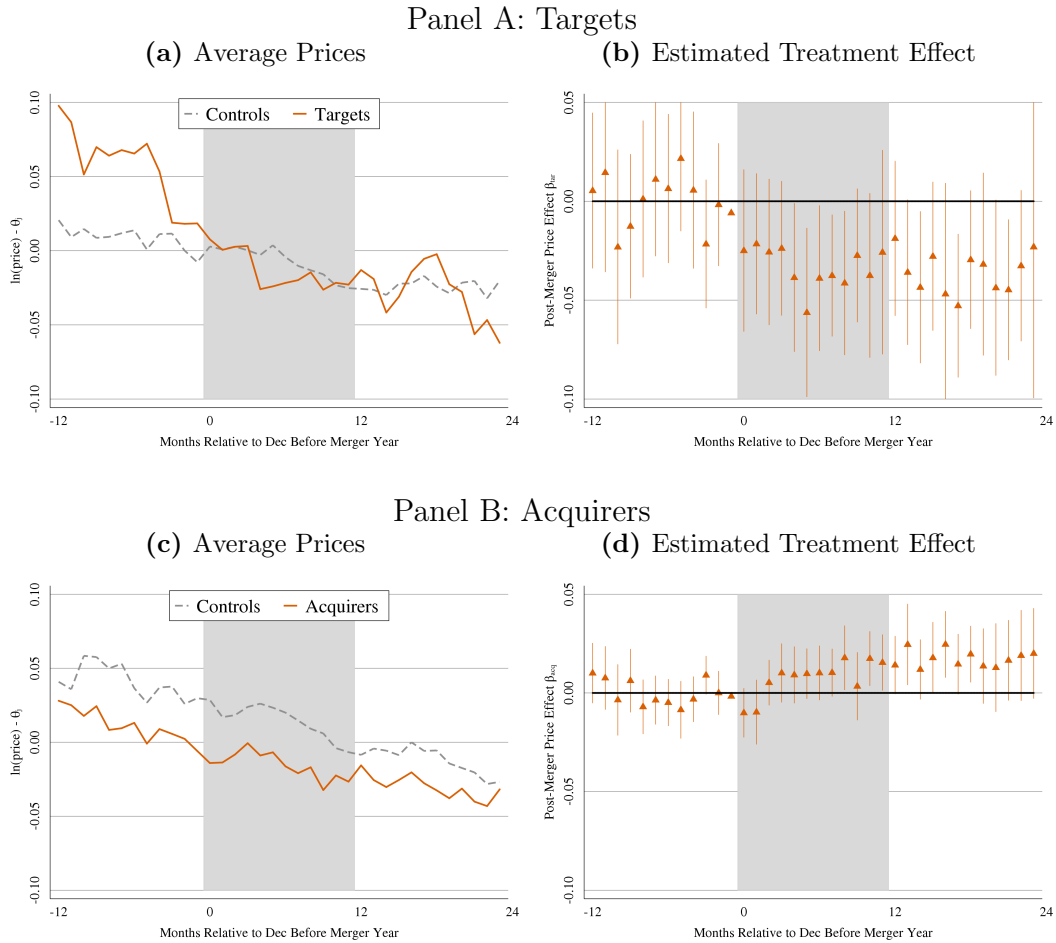 Panel A: Targets
(a) Average Prices
(b) Estimated Treatment Effect
Controls
Targets
ln(price) - θj
0.10
0.05
0.00
-0.05
-0.10
-12
0
12
24
Months Relative to Dec Before Merger Year
Post-Merger Price Effect βtar
0.05
0.00
-0.05
-0.10
-12
0
12
24
Months Relative to Dec Before Merger Year
Panel B: Acquirers
(c) Average Prices
(d) Estimated Treatment Effect
Controls
Acquirers
ln(price) - θj
0.10
0.05
0.00
-0.05
-0.10
-12
0
12
24
Months Relative to Dec Before Merger Year
Post-Merger Price Effect βacq
0.05
0.00
-0.05
-0.10
-12
0
12
24
Months Relative to Dec Before Merger Year